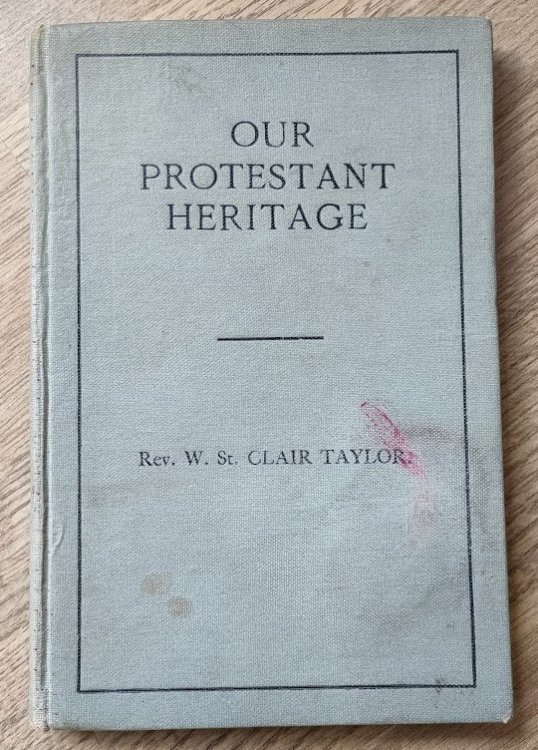 OUR
PROTESTANT
HERITAGE
Rev. W. St. CLAIR TAYLOR.